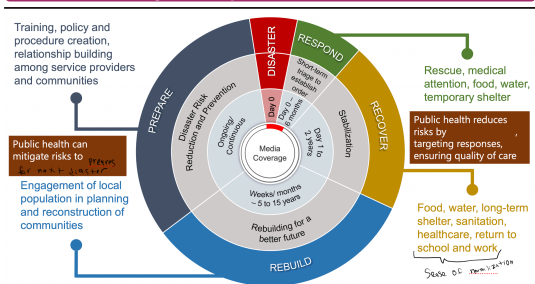 Training, policy and
procedure creation,
relationship building
among service providers
and communities
Public health can
mitigate risks to prepare
for next disaster
Engagement of local
population in planning
and reconstruction of
communities
PREPARE
Disaster Risk
Reduction and Prevention
Ongoing/
Continuous
DISASTER
Day 0
RESPOND
Short-term
triage to
establish
order
Day 0 –
6 months
RECOVER
Stabilization
Day 1 to
2 years
REBUILD
Rebuilding for a
better future
Weeks/ months
~ 5 to 15 years
Media
Coverage
Rescue, medical
attention, food, water,
temporary shelter
Public health reduces
risks by ,
targeting responses,
ensuring quality of care
Food, water, long-term
shelter, sanitation,
healthcare, return to
school and work
Sense of normalization